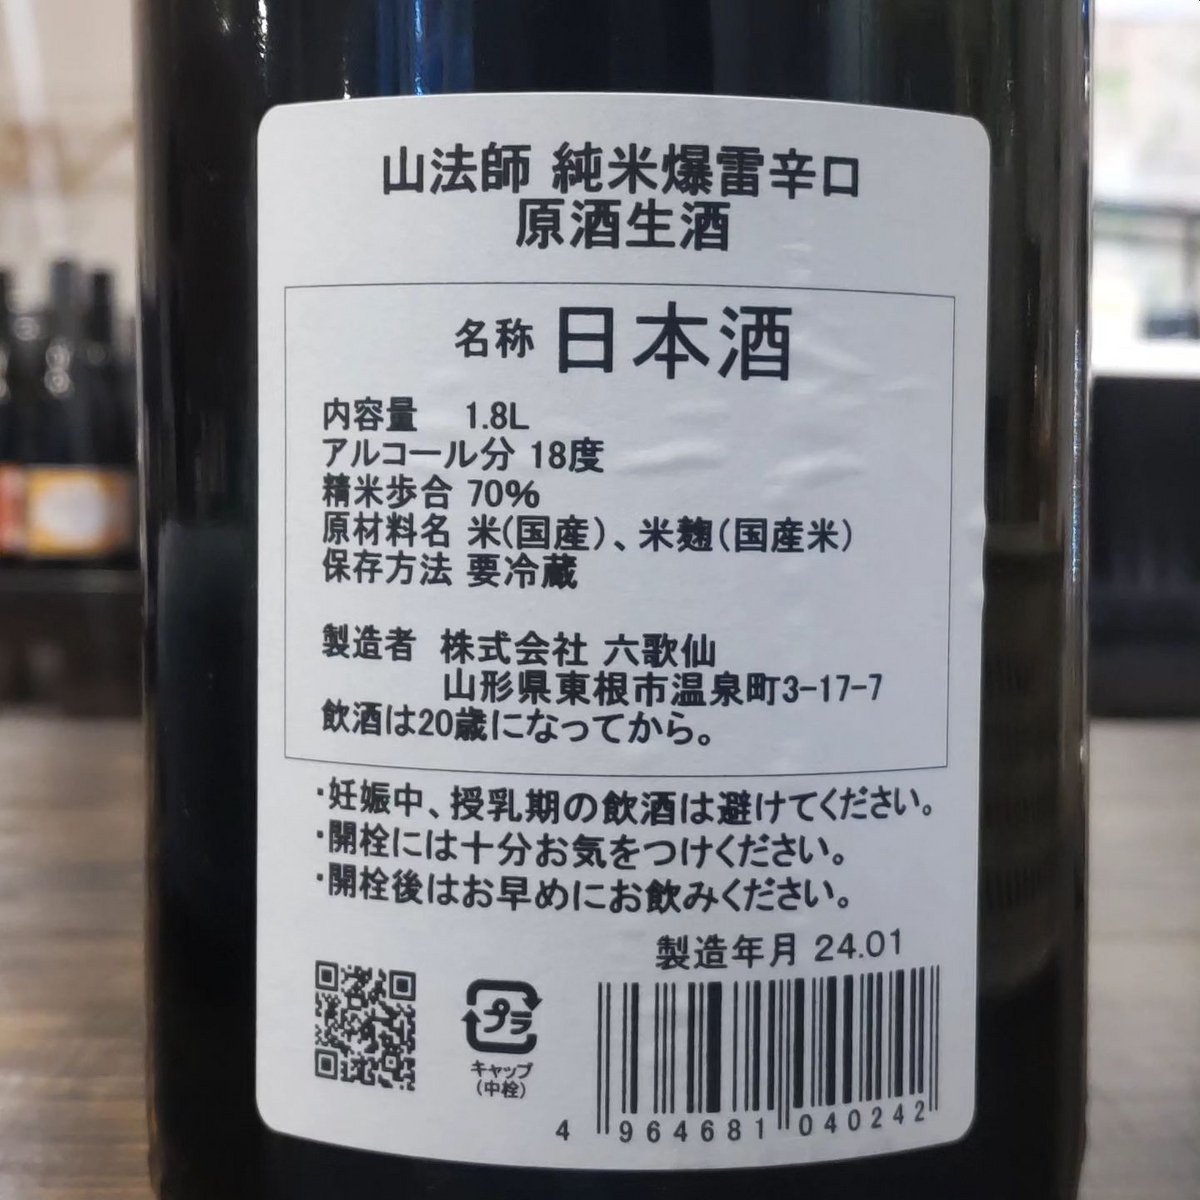 山法師 純米爆雷辛口
原酒生酒
名称 日本酒
内容量 1.8L
アルコール分 18度
精米歩合 70%
原材料名 米(国産)、米麹(国産米)
保存方法 要冷蔵
製造者 株式会社 六歌仙
山形県東根市温泉町3-17-7
飲酒は20歳になってから。
・妊娠中、授乳期の飲酒は避けてください。
・開栓には十分お気をつけください。
・開栓後はお早めにお飲みください。
製造年月 24.01
プラ
キャップ
(中栓)
4 964681 040242